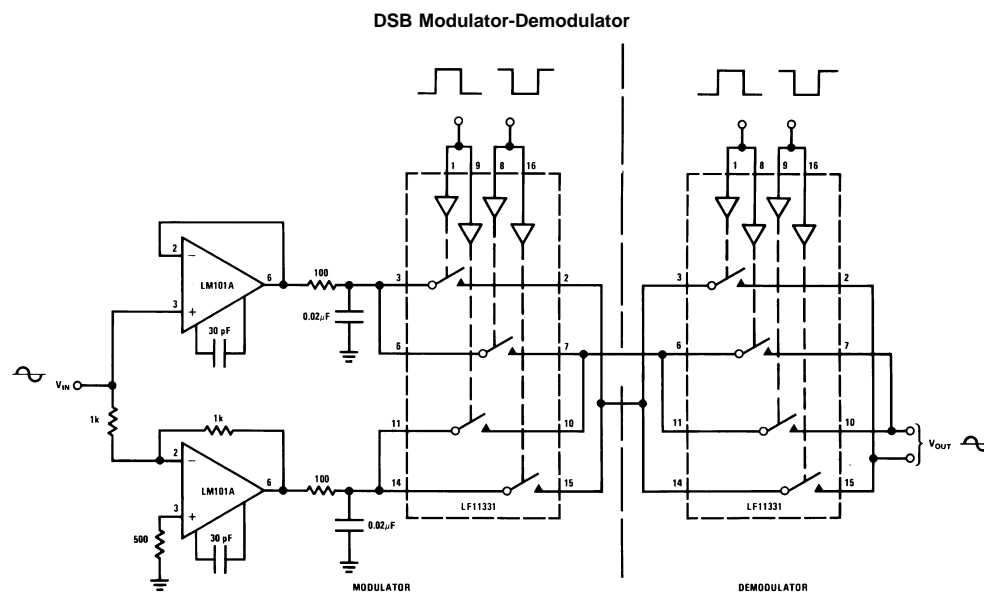 DSB Modulator-Demodulator
1 9 8 16
1 8 9 16
2
−
LM101A
6
3
+
30 pF
100
0.02µF
3
2
6
7
11
10
14
15
LF11331
3
2
6
7
11
10
14
15
LF11331
VIN
1k
1k
2
−
LM101A
6
3
+
30 pF
500
100
0.02µF
VOUT
MODULATOR
DEMODULATOR